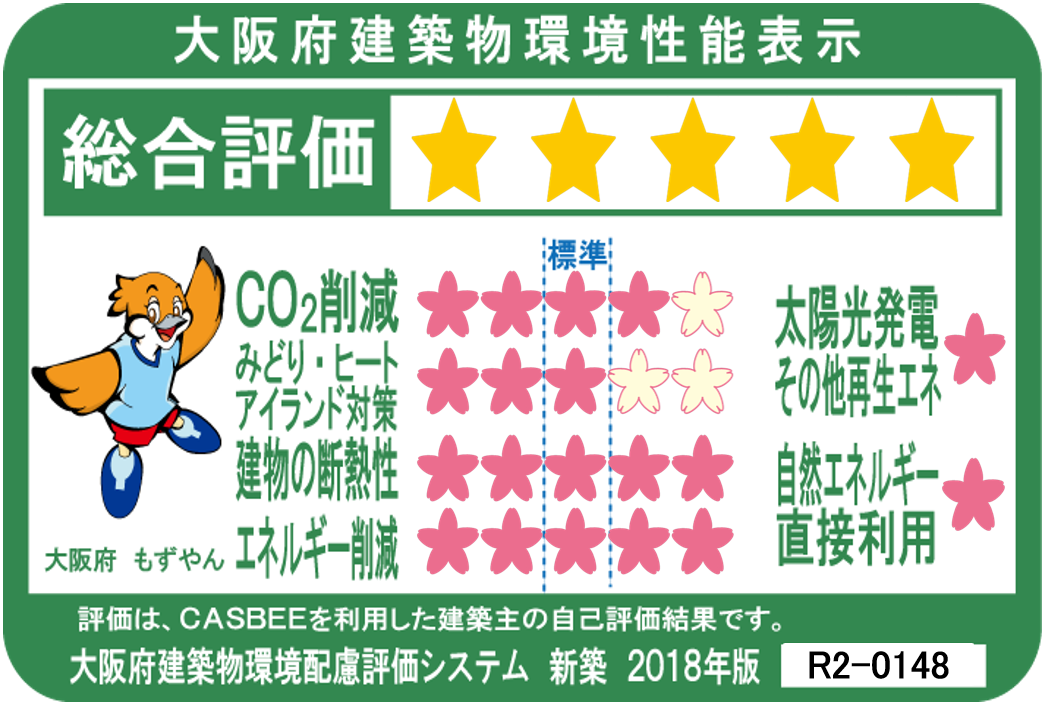 大阪府建築物環境性能表示
総合評価
標準
CO₂削減
みどり・ヒート
アイランド対策
建物の断熱性
エネルギー削減
太陽光発電
その他再生エネ
自然エネルギー
直接利用
大阪府 もずやん
評価は、CASBEEを利用した建築主の自己評価結果です。
大阪府建築物環境配慮評価システム 新築 2018年版 R2-0148